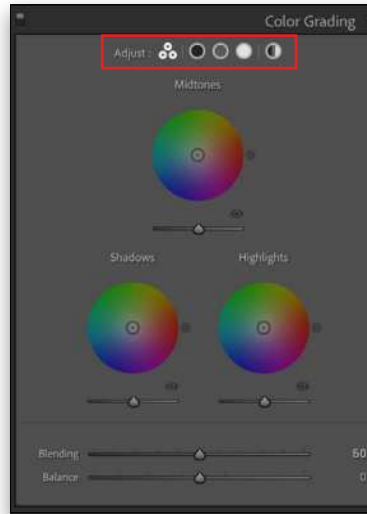 Color Grading
Adjust :
Midtones
Shadows Highlights
Blending 50
Balance 0